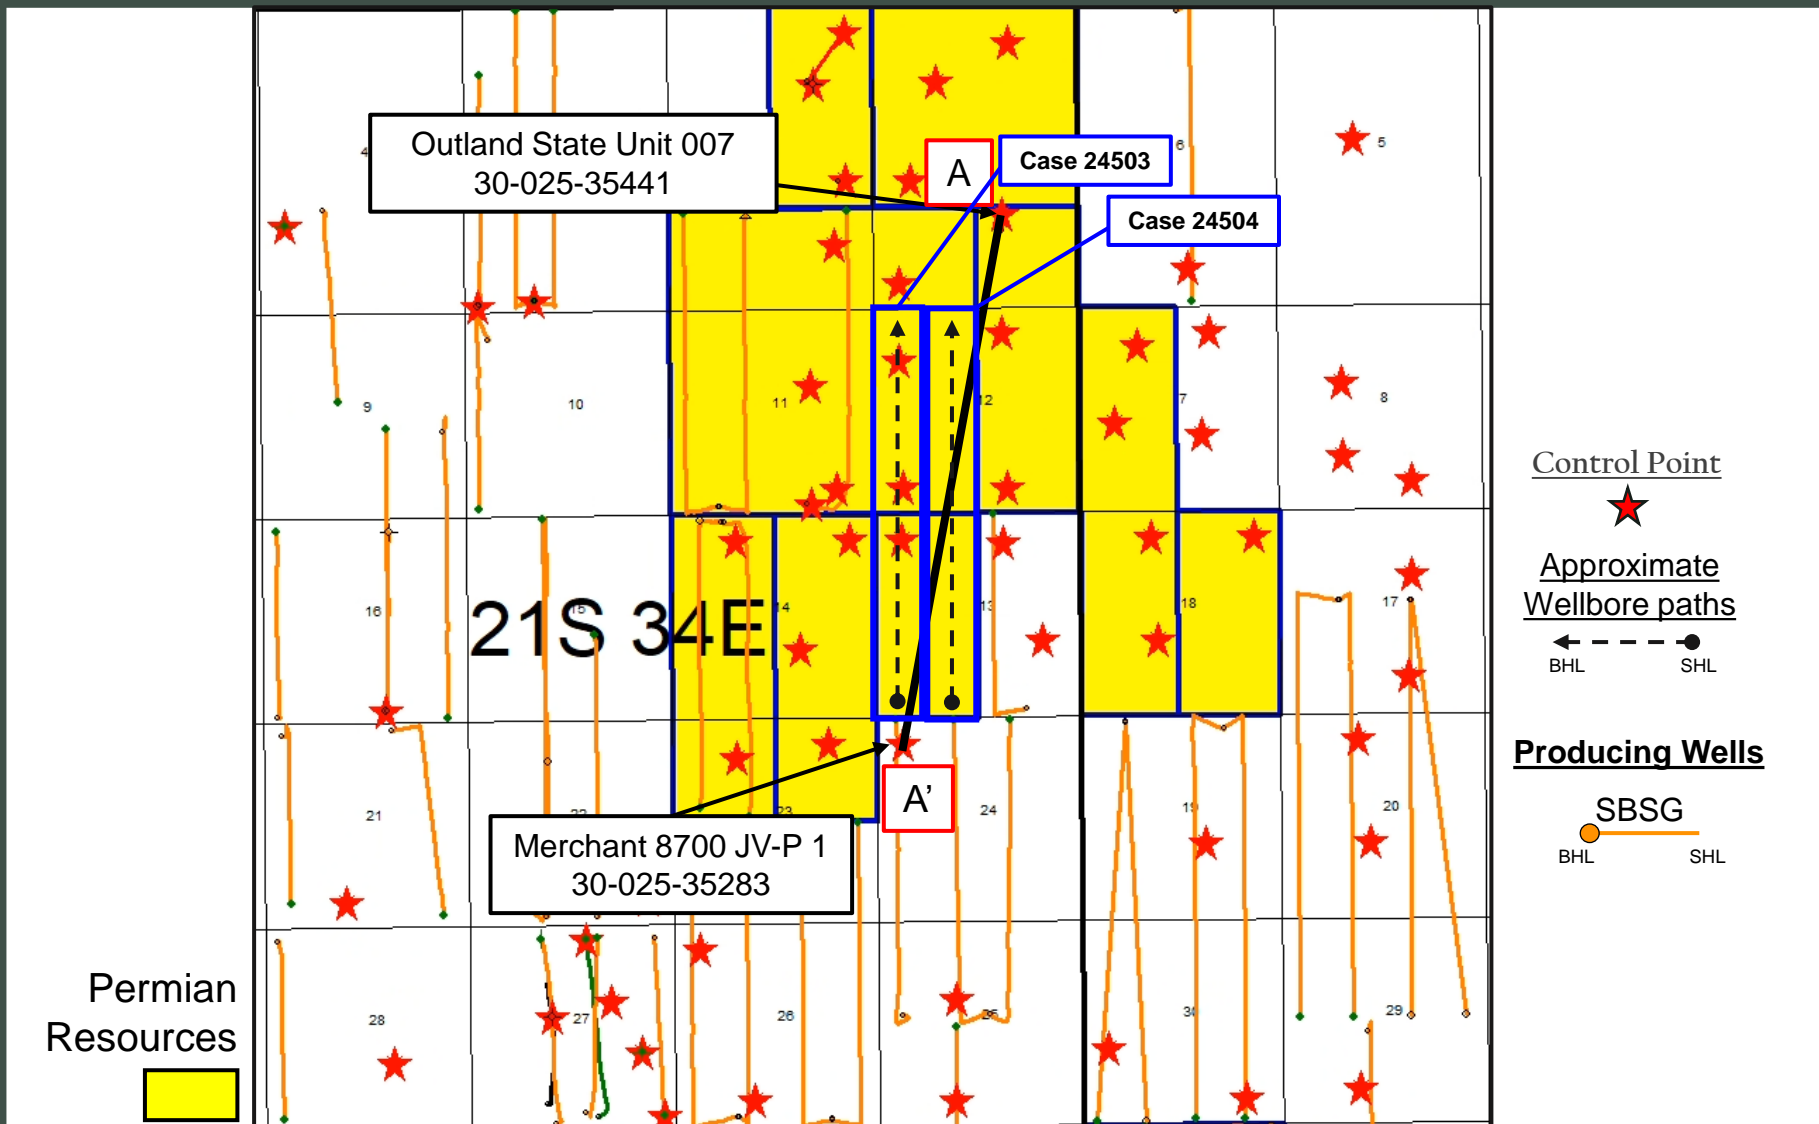 Outland State Unit 007
30-025-35441
A
Case 24503
Case 24504
4
6
5
9
10
11
12
7
8
16
15
14
13
18
17
21S 34E
21
22
23
24
19
20
A’
Merchant 8700 JV-P 1
30-025-35283
28
27
26
25
30
29
Permian
Resources
Control Point
Approximate
Wellbore paths
BHL
SHL
Producing Wells
SBSG
BHL
SHL